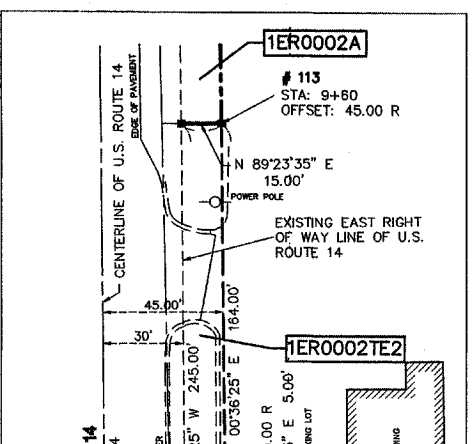 1ER0002A
# 113
STA: 9+60
OFFSET: 45.00 R
N 89°23'35" E
15.00'
POWER POLE
EXISTING EAST RIGHT
OF WAY LINE OF U.S.
ROUTE 14
CENTERLINE OF U.S. ROUTE 14
EDGE OF PAVEMENT
45.00'
30'
164.00'
1ER0002TE2
5" W 245.00'
00°36'25" E
.00 R
" E 5.00'
14